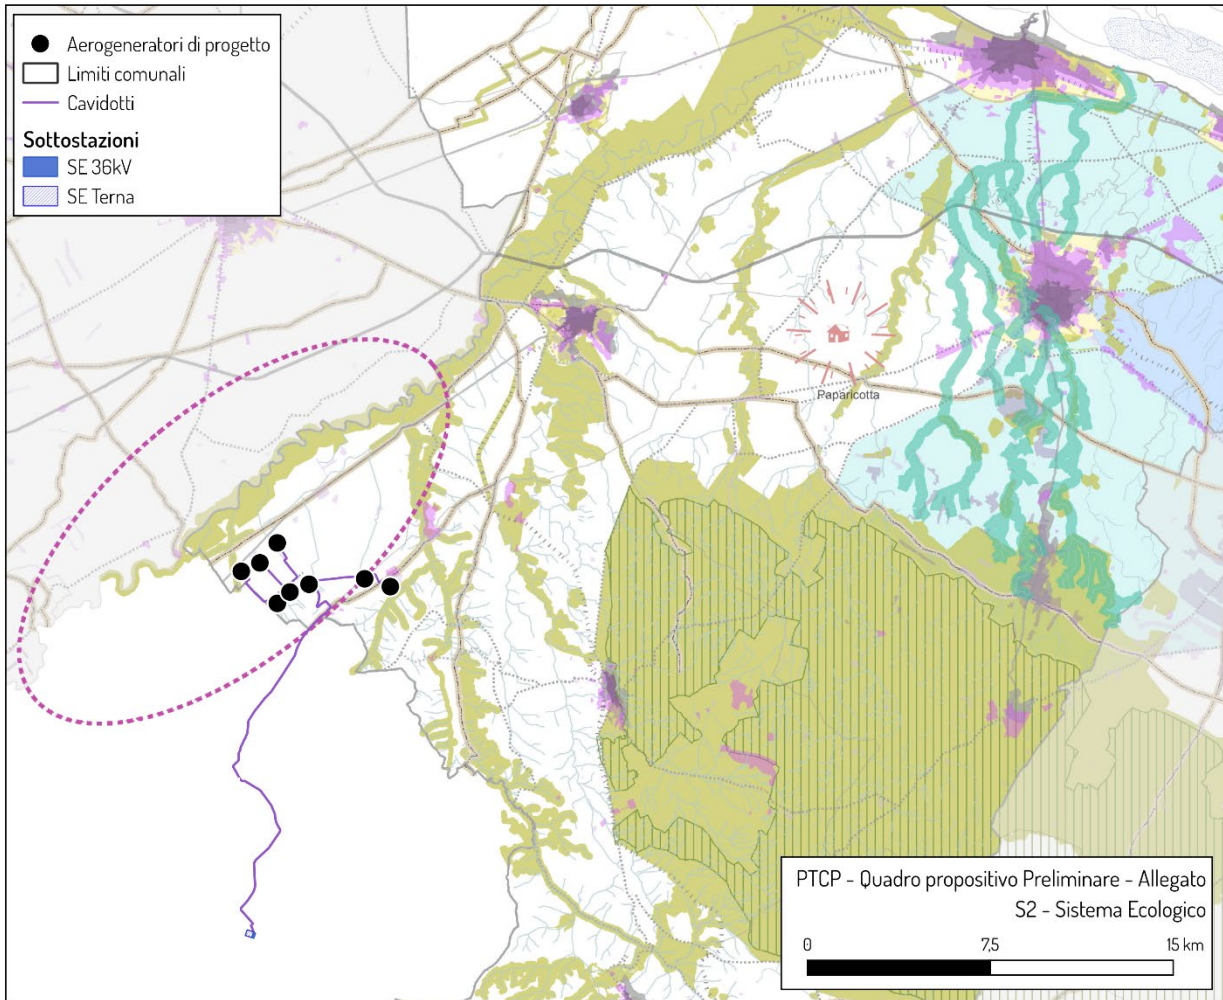 Aerogeneratori di progetto
Limiti comunali
Cavidotti
Sottostazioni
SE 36kV
SE Terna
Paparicotta
PTCP - Quadro propositivo Preliminare - Allegato
S2 - Sistema Ecologico
0 7,5 15 km